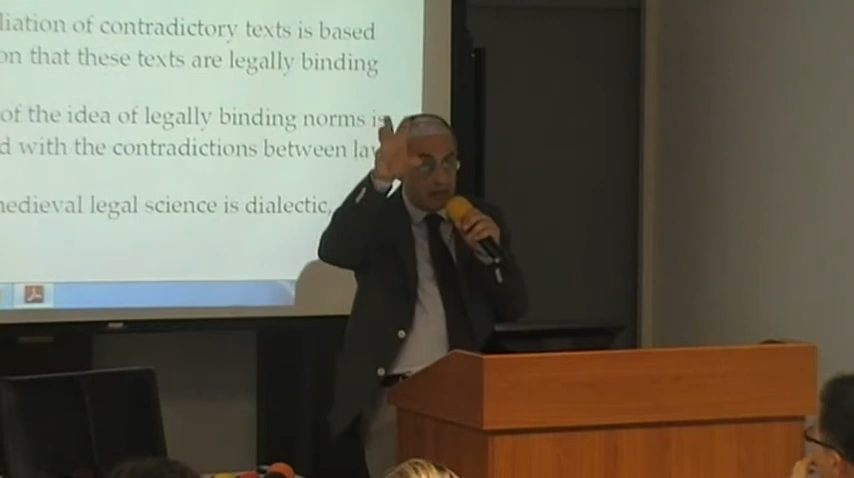 liation of contradictory texts is based
on that these texts are legally binding
of the idea of legally binding norms is
d with the contradictions between
medieval legal science is dialectic,